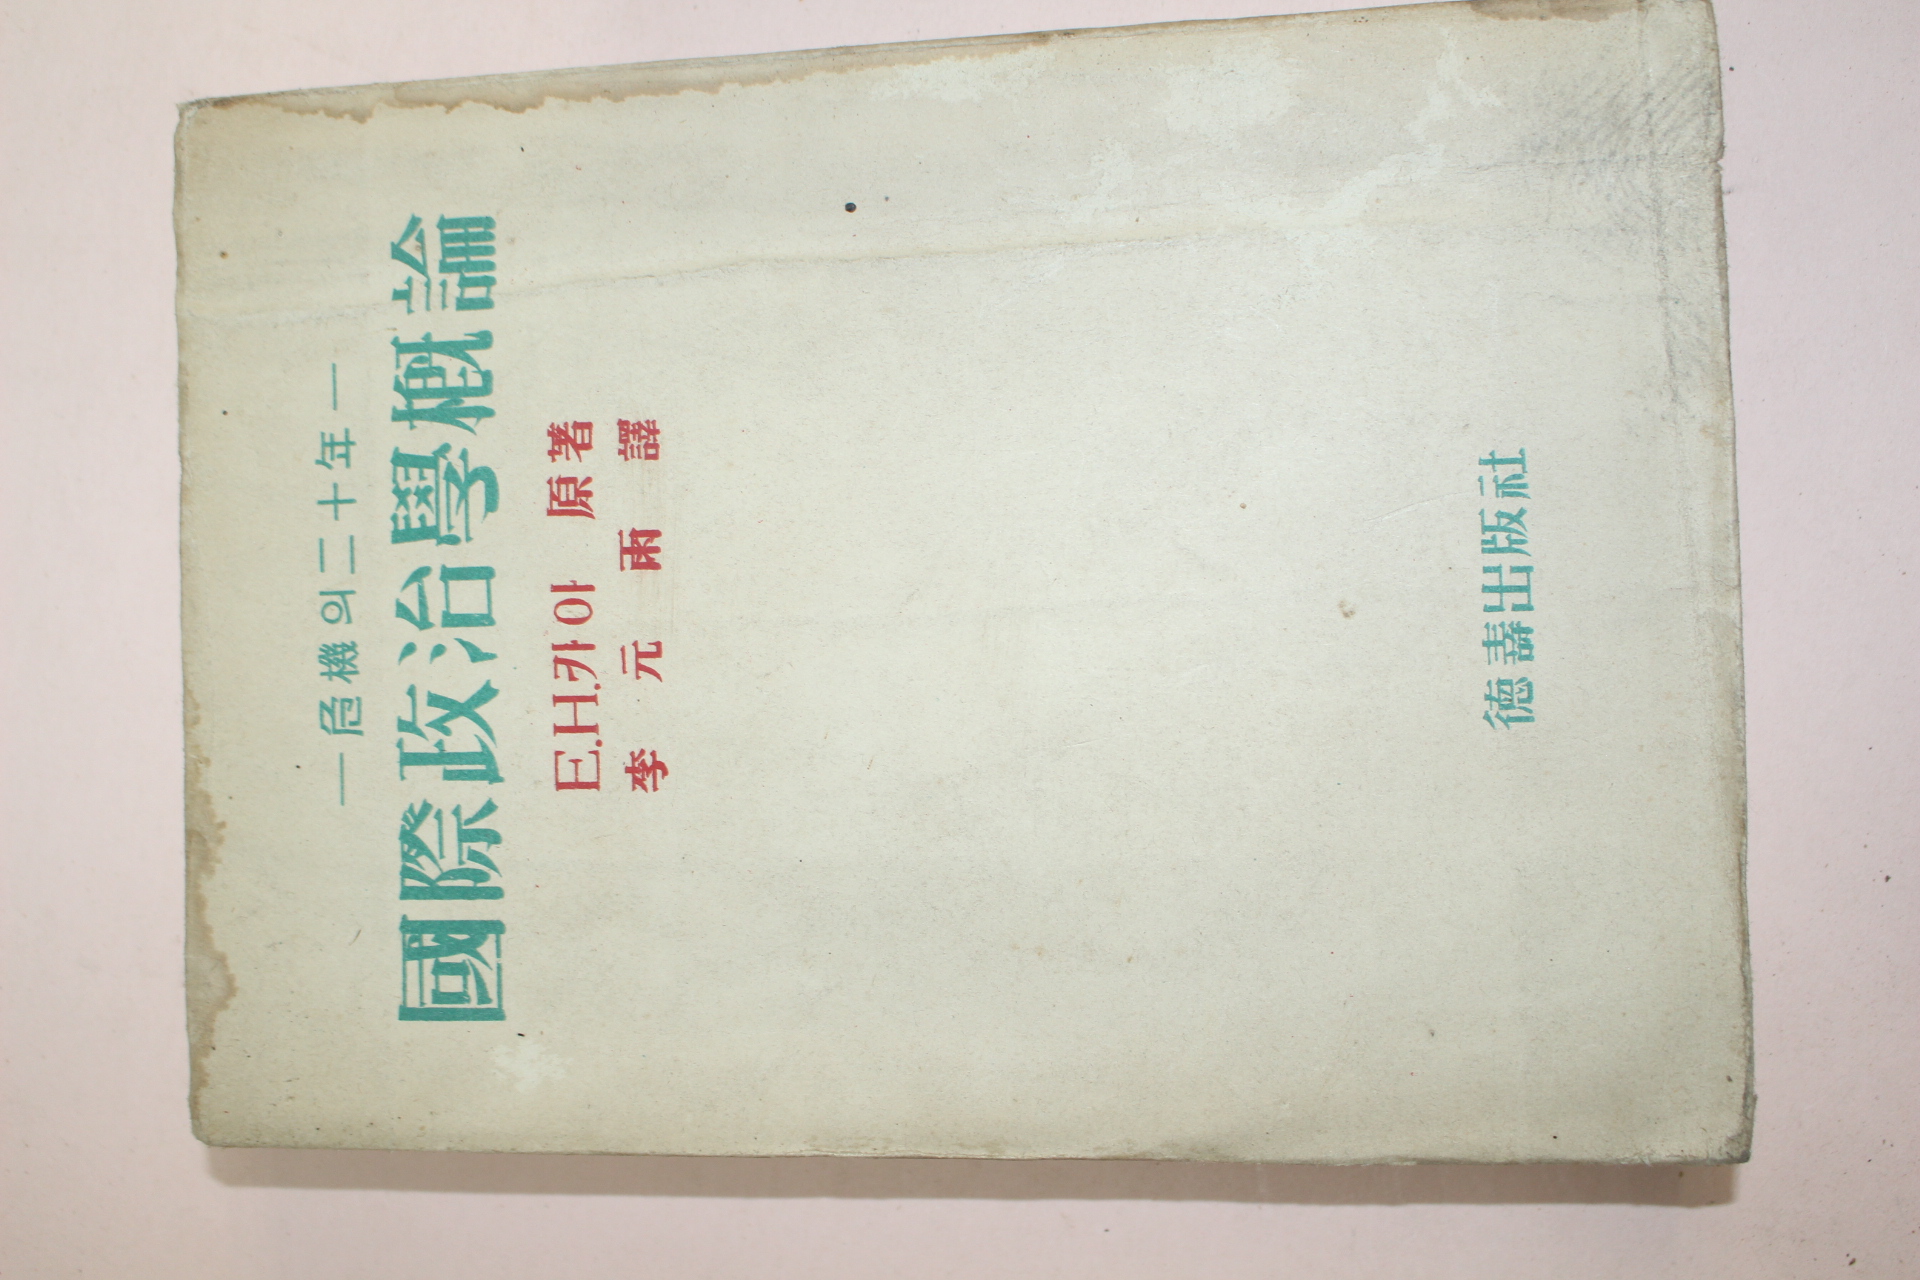 —危機의二十年—
國際政治學槪論
E.H.카아 原著
李元雨 譯
德壽出版社